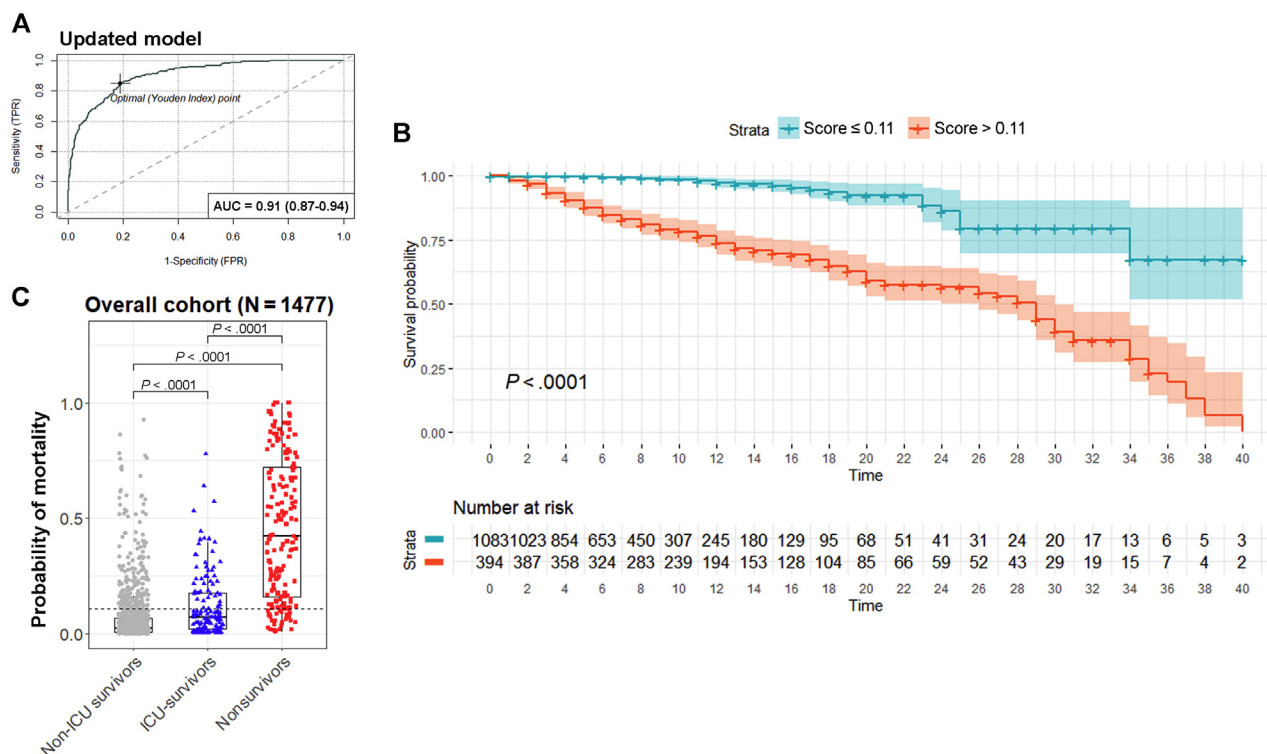 A
Updated model
Sensitivity (TPR)
1.0
0.8
0.6
0.4
0.2
0.0
Optimal (Youden Index) point
AUC = 0.91 (0.87-0.94)
0.0 0.2 0.4 0.6 0.8 1.0
1-Specificity (FPR)
B
Strata Score ≤ 0.11 Score > 0.11
Survival probability
1.00
0.75
0.50
0.25
0.00
P < .0001
0 2 4 6 8 10 12 14 16 18 20 22 24 26 28 30 32 34 36 38 40
Time
Number at risk
Strata
1083 1023 854 653 450 307 245 180 129 95 68 51 41 31 24 20 17 13 6 5 3
394 387 358 324 283 239 194 153 128 104 85 66 59 52 43 29 19 15 7 4 2
0 2 4 6 8 10 12 14 16 18 20 22 24 26 28 30 32 34 36 38 40
Time
C
Overall cohort (N = 1477)
P < .0001
P < .0001
P < .0001
Probability of mortality
1.0
0.5
0.0
Non-ICU survivors
ICU-survivors
Nonsurvivors